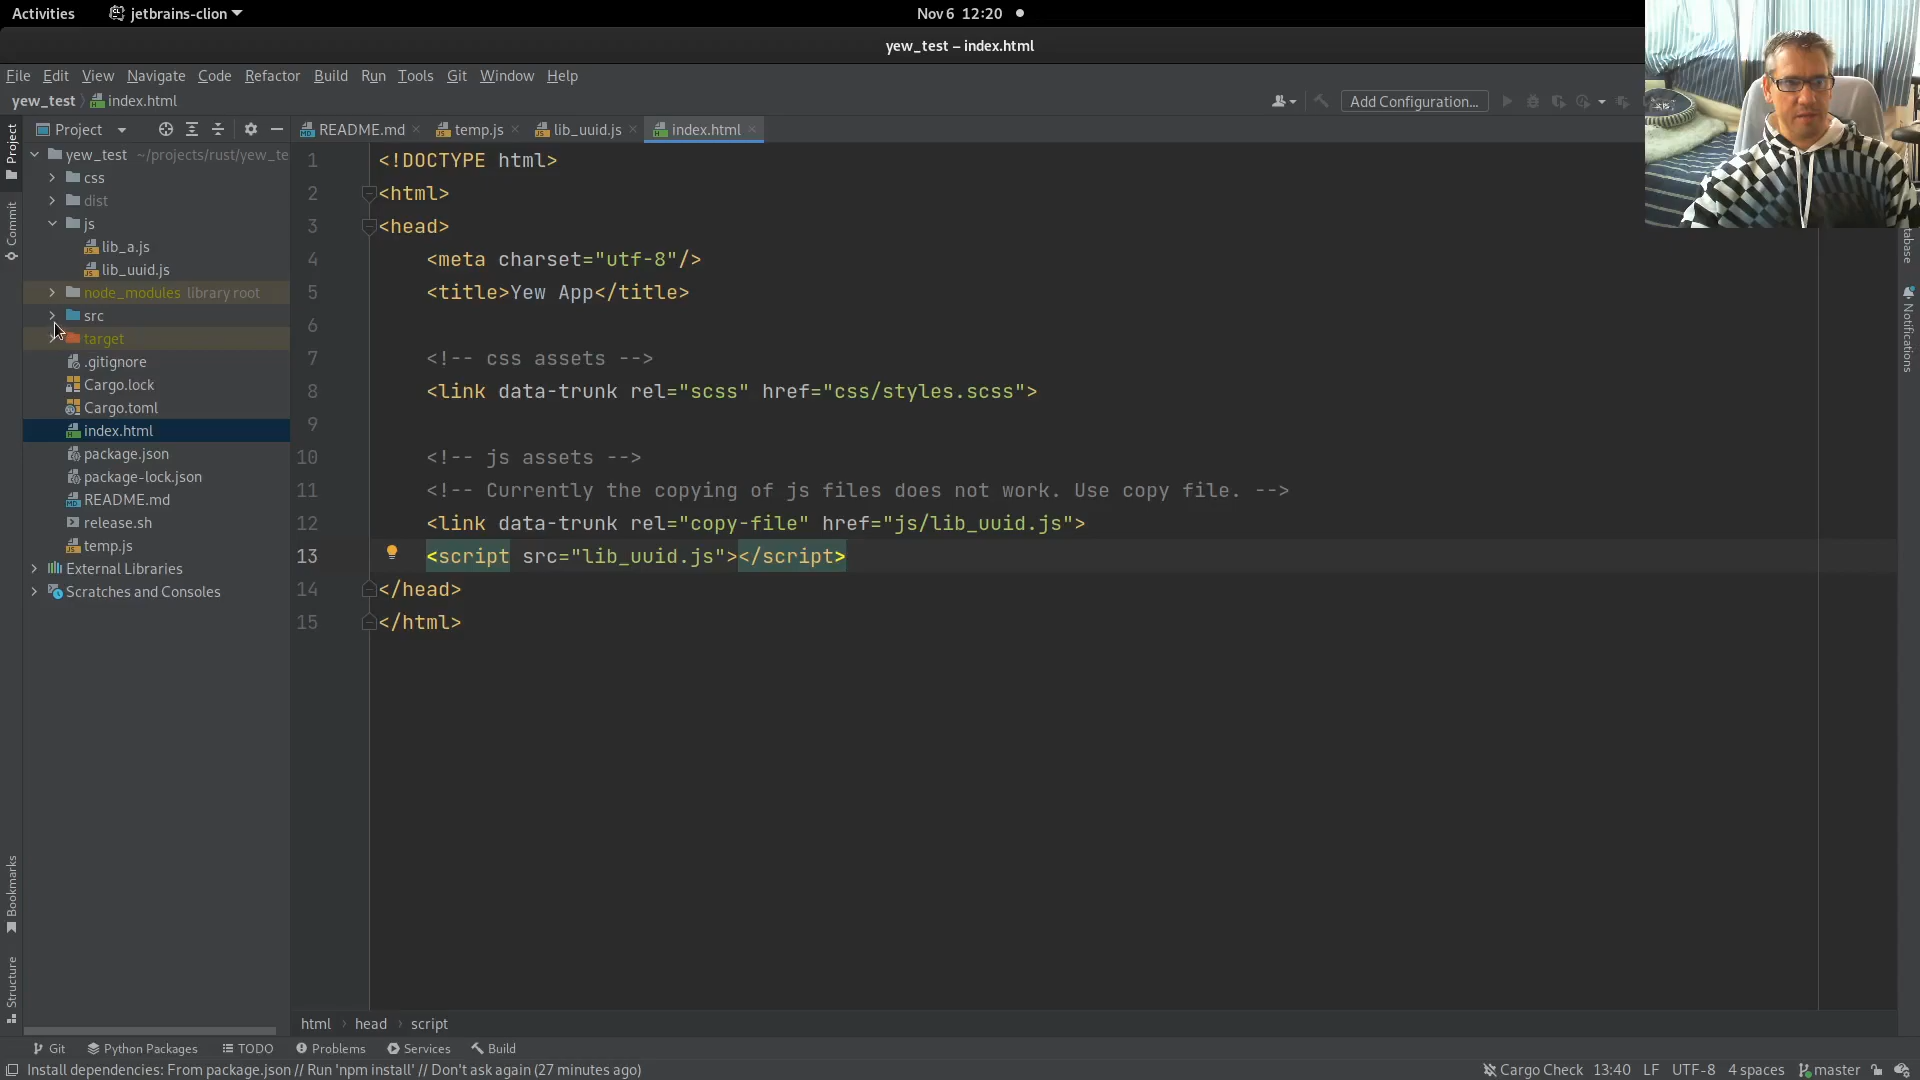 Activities
jetbrains-clion
Nov 6 12:20
yew_test – index.html
File Edit View Navigate Code Refactor Build Run Tools Git Window Help
yew_test
index.html
Add Configuration...
Project
Commit
Bookmarks
Structure
Project
yew_test ~/projects/rust/yew_te
css
dist
js
lib_a.js
lib_uuid.js
node_modules library root
src
target
.gitignore
Cargo.lock
Cargo.toml
index.html
package.json
package-lock.json
README.md
release.sh
temp.js
External Libraries
Scratches and Consoles
README.md
temp.js
lib_uuid.js
index.html
1 <!DOCTYPE html>
2 <html>
3 <head>
4 <meta charset="utf-8"/>
5 <title>Yew App</title>
6
7 <!-- css assets -->
8 <link data-trunk rel="scss" href="css/styles.scss">
9
10 <!-- js assets -->
11 <!-- Currently the copying of js files does not work. Use copy file. -->
12 <link data-trunk rel="copy-file" href="js/lib_uuid.js">
13 <script src="lib_uuid.js"></script>
14 </head>
15 </html>
Notifications
html head script
Git Python Packages TODO Problems Services Build
Install dependencies: From package.json // Run 'npm install' // Don't ask again (27 minutes ago)
Cargo Check 13:40 LF UTF-8 4 spaces master